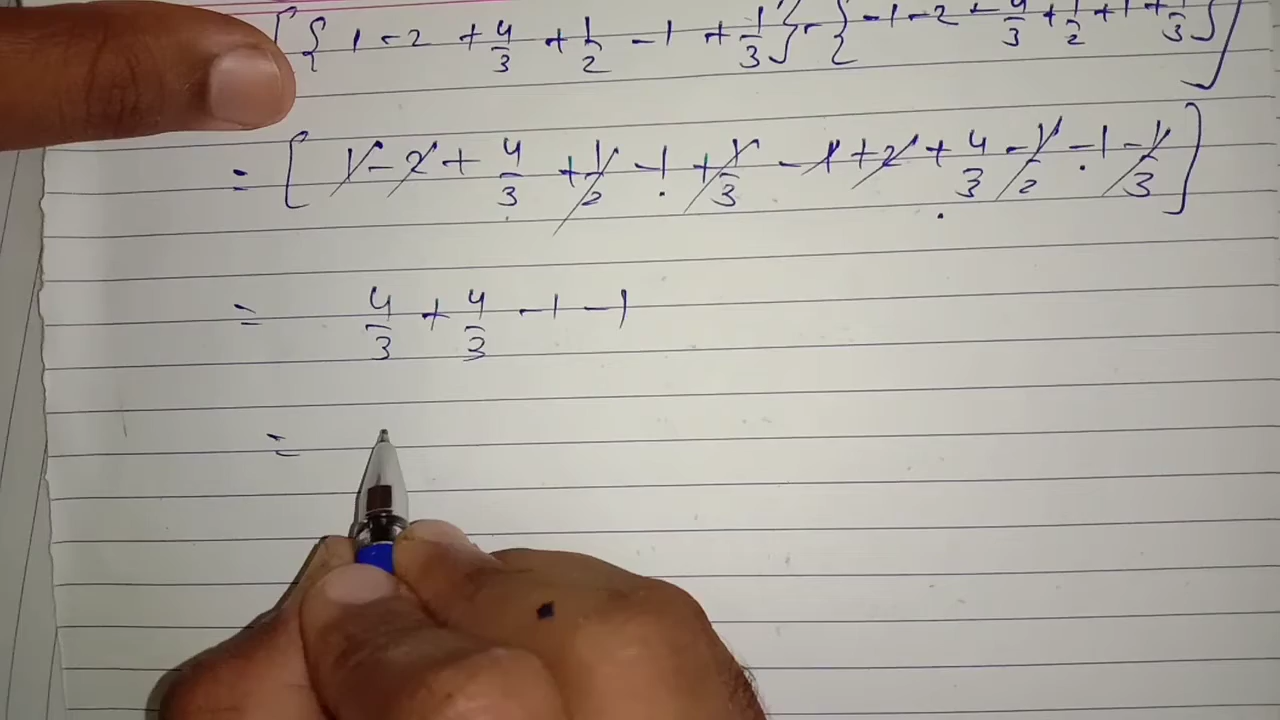 [{ 1 - 2 + 4/3 + 1/2 - 1 + 1/3 } - { -1 - 2 - 4/3 + 1/2 + 1 + 1/3 }]
= [ 1 - 2 + 4/3 + 1/2 - 1 + 1/3 - 1 + 2 + 4/3 - 1/2 - 1 - 1/3 ]
= 4/3 + 4/3 - 1 - 1
=